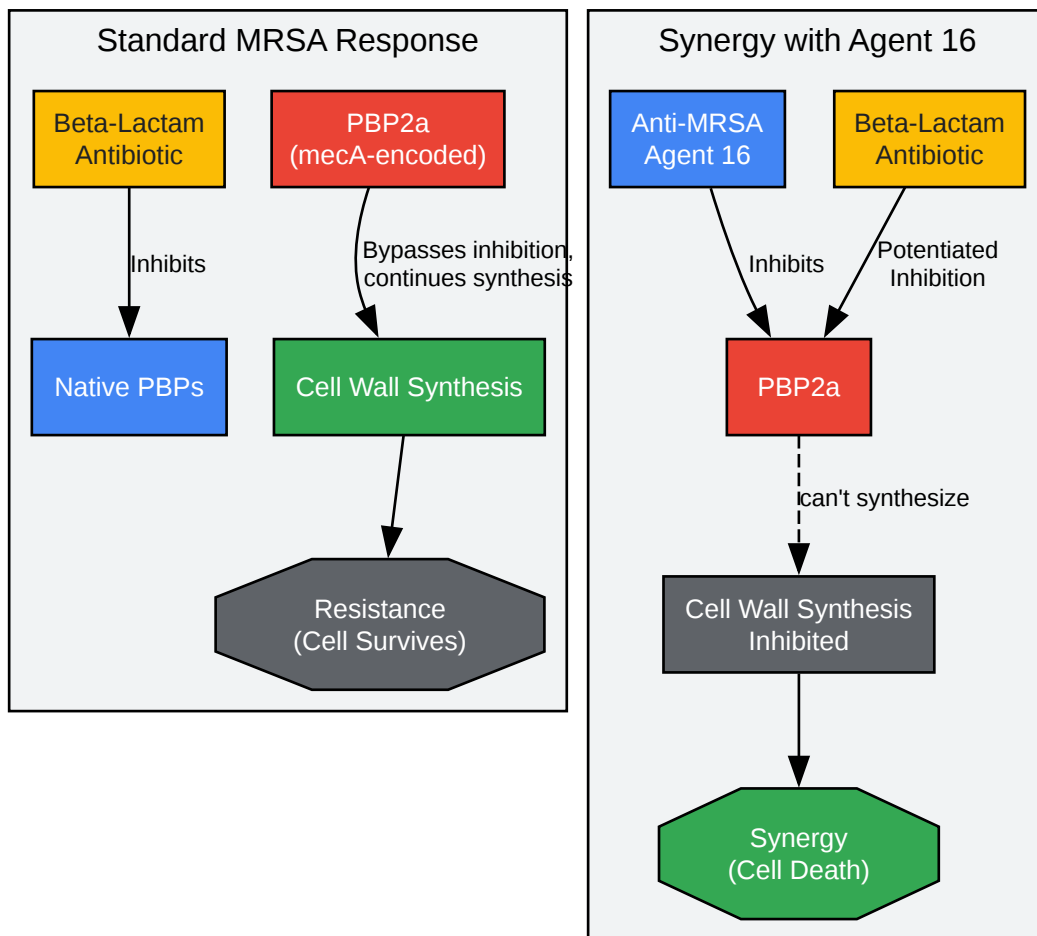 Standard MRSA Response
Beta-Lactam
Antibiotic
PBP2a
(mecA-encoded)
Inhibits
Bypasses inhibition,
continues synthesis
Native PBPs
Cell Wall Synthesis
Resistance
(Cell Survives)
Synergy with Agent 16
Anti-MRSA
Agent 16
Beta-Lactam
Antibiotic
Inhibits
Potentiated
Inhibition
PBP2a
can't synthesize
Cell Wall Synthesis
Inhibited
Synergy
(Cell Death)